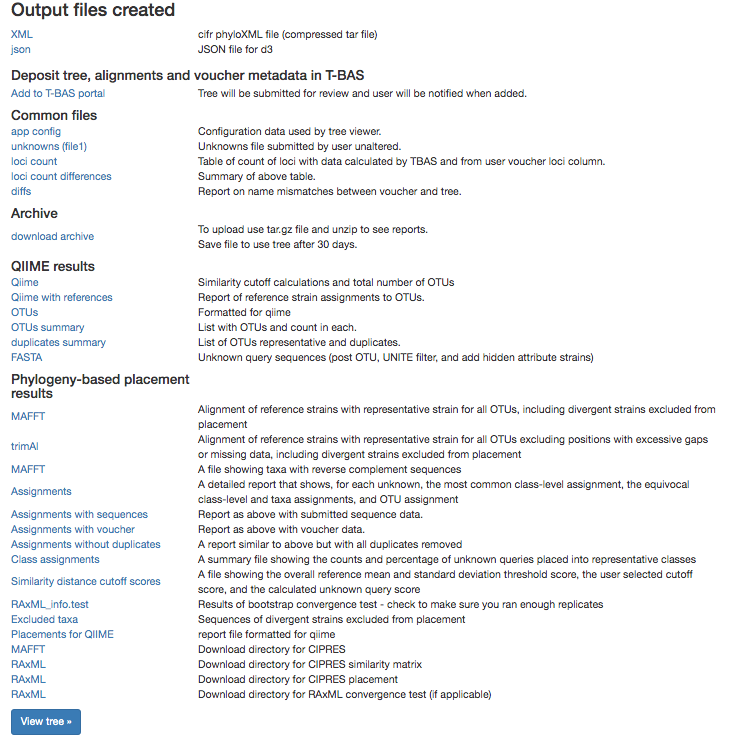 Output files created
XML cifr phyloXML file (compressed tar file)
json JSON file for d3
Deposit tree, alignments and voucher metadata in T-BAS
Add to T-BAS portal Tree will be submitted for review and user will be notified when added.
Common files
app config Configuration data used by tree viewer.
unknowns (file1) Unknowns file submitted by user unaltered.
loci count Table of count of loci with data calculated by TBAS and from user voucher loci column.
loci count differences Summary of above table.
diffs Report on name mismatches between voucher and tree.
Archive
download archive To upload use tar.gz file and unzip to see reports.
Save file to use tree after 30 days.
QIIME results
Qiime Similarity cutoff calculations and total number of OTUs
Qiime with references Report of reference strain assignments to OTUs.
OTUs Formatted for qiime
OTUs summary List with OTUs and count in each.
duplicates summary List of OTUs representative and duplicates.
FASTA Unknown query sequences (post OTU, UNITE filter, and add hidden attribute strains)
Phylogeny-based placement
results
MAFFT Alignment of reference strains with representative strain for all OTUs, including divergent strains excluded from
placement
trimAl Alignment of reference strains with representative strain for all OTUs excluding positions with excessive gaps
or missing data, including divergent strains excluded from placement
MAFFT A file showing taxa with reverse complement sequences
Assignments A detailed report that shows, for each unknown, the most common class-level assignment, the equivocal
class-level and taxa assignments, and OTU assignment
Assignments with sequences Report as above with submitted sequence data.
Assignments with voucher Report as above with voucher data.
Assignments without duplicates A report similar to above but with all duplicates removed
Class assignments A summary file showing the counts and percentage of unknown queries placed into representative classes
Similarity distance cutoff scores A file showing the overall reference mean and standard deviation threshold score, the user selected cutoff
score, and the calculated unknown query score
RAxML_info.test Results of bootstrap convergence test - check to make sure you ran enough replicates
Excluded taxa Sequences of divergent strains excluded from placement
Placements for QIIME report file formatted for qiime
MAFFT Download directory for CIPRES
RAxML Download directory for CIPRES similarity matrix
RAxML Download directory for CIPRES placement
RAxML Download directory for RAxML convergence test (if applicable)
View tree »